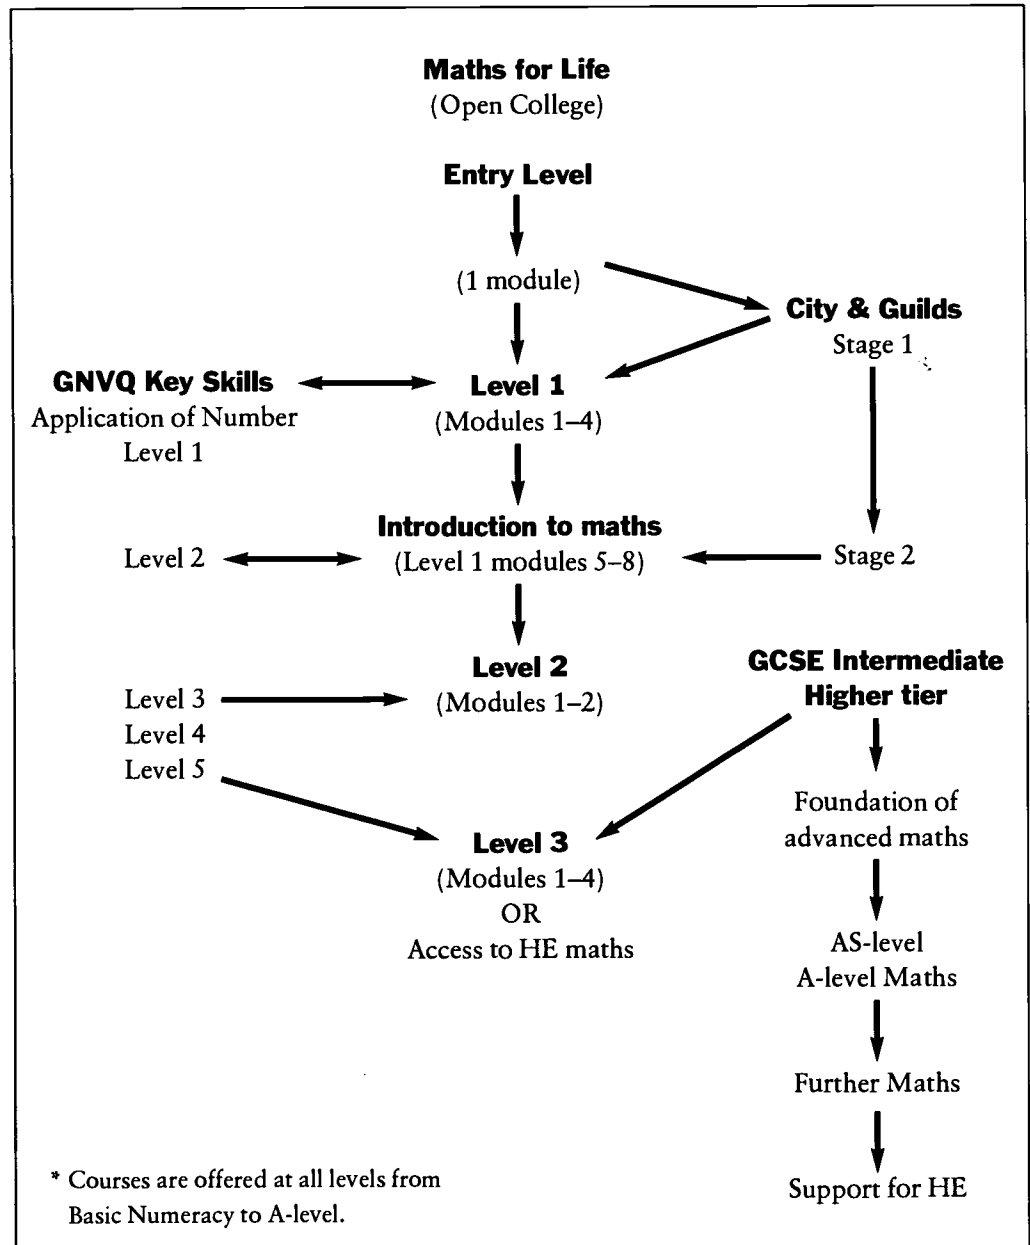 Maths for Life
(Open College)
Entry Level
(1 module)
City & Guilds
Stage 1
GNVQ Key Skills
Application of Number
Level 1
Level 1
(Modules 1–4)
Introduction to maths
(Level 1 modules 5–8)
Level 2
Stage 2
Level 2
(Modules 1–2)
GCSE Intermediate
Higher tier
Level 3
Level 4
Level 5
Foundation of
advanced maths
Level 3
(Modules 1–4)
OR
Access to HE maths
AS-level
A-level Maths
Further Maths
Support for HE
* Courses are offered at all levels from
Basic Numeracy to A-level.